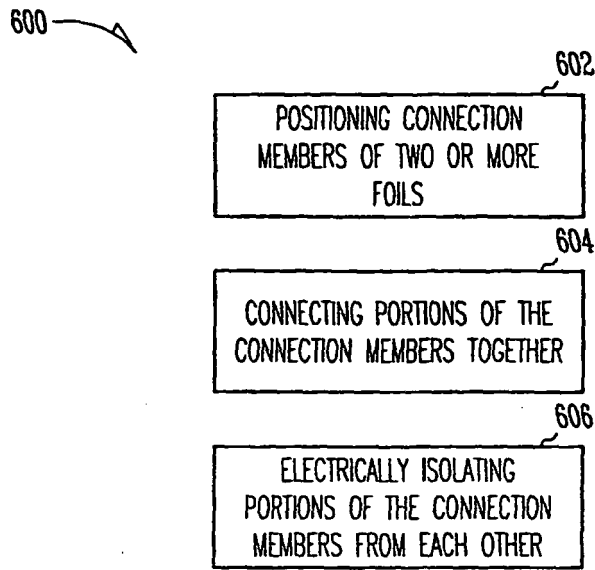 600
602
POSITIONING CONNECTION
MEMBERS OF TWO OR MORE
FOILS
604
CONNECTING PORTIONS OF THE
CONNECTION MEMBERS TOGETHER
606
ELECTRICALLY ISOLATING
PORTIONS OF THE CONNECTION
MEMBERS FROM EACH OTHER